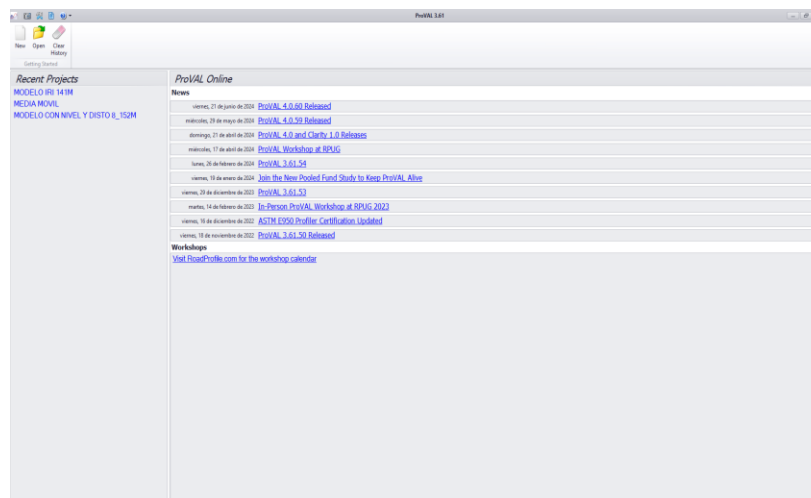 ProVAL 3.61
New Open Clear History
Getting Started
Recent Projects
MODELO IRI 141M
MEDIA MOVIL
MODELO CON NIVEL Y DISTO 8_152M
ProVAL Online
News
viernes, 21 de junio de 2024 ProVAL 4.0.60 Released
miércoles, 29 de mayo de 2024 ProVAL 4.0.59 Released
domingo, 21 de abril de 2024 ProVAL 4.0 and Clarity 1.0 Releases
miércoles, 17 de abril de 2024 ProVAL Workshop at RPUG
lunes, 26 de febrero de 2024 ProVAL 3.61.54
viernes, 19 de enero de 2024 Join the New Pooled Fund Study to Keep ProVAL Alive
viernes, 29 de diciembre de 2023 ProVAL 3.61.53
martes, 14 de febrero de 2023 In-Person ProVAL Workshop at RPUG 2023
viernes, 16 de diciembre de 2022 ASTM E950 Profiler Certification Updated
viernes, 18 de noviembre de 2022 ProVAL 3.61.50 Released
Workshops
Visit RoadProfile.com for the workshop calendar